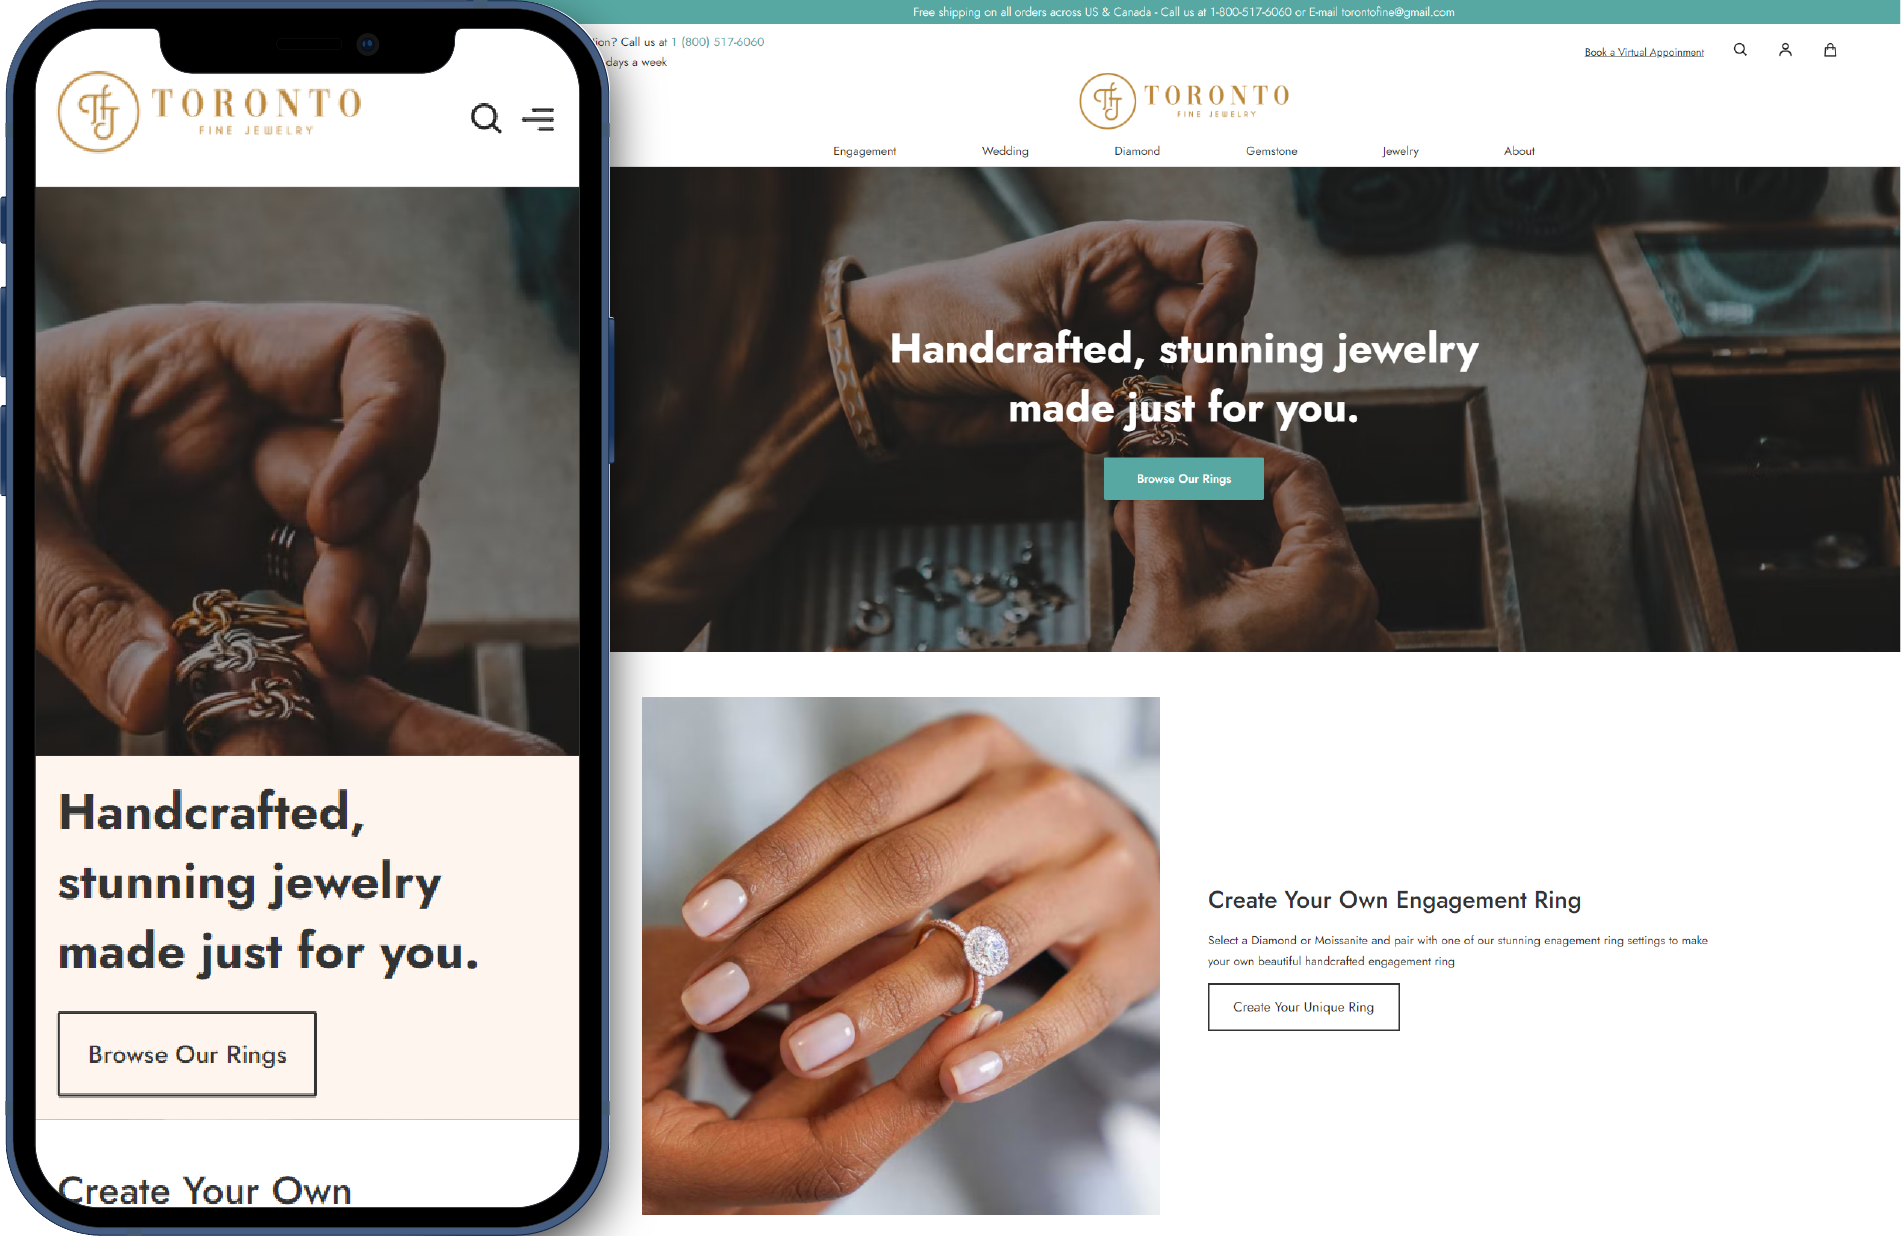 TORONTO
FINE JEWELRY
Handcrafted,
stunning jewelry
made just for you.
Browse Our Rings
Create Your Own
Free shipping on all orders across US & Canada - Call us at 1-800-517-6060 or E-mail torontofine@gmail.com
Call us at 1 (800) 517-6060
days a week
Book a Virtual Appoinment
TORONTO
FINE JEWELRY
Engagement Wedding Diamond Gemstone Jewelry About
Handcrafted, stunning jewelry
made just for you.
Browse Our Rings
Create Your Own Engagement Ring
Select a Diamond or Moissanite and pair with one of our stunning enagement ring settings to make
your own beautiful handcrafted engagement ring
Create Your Unique Ring